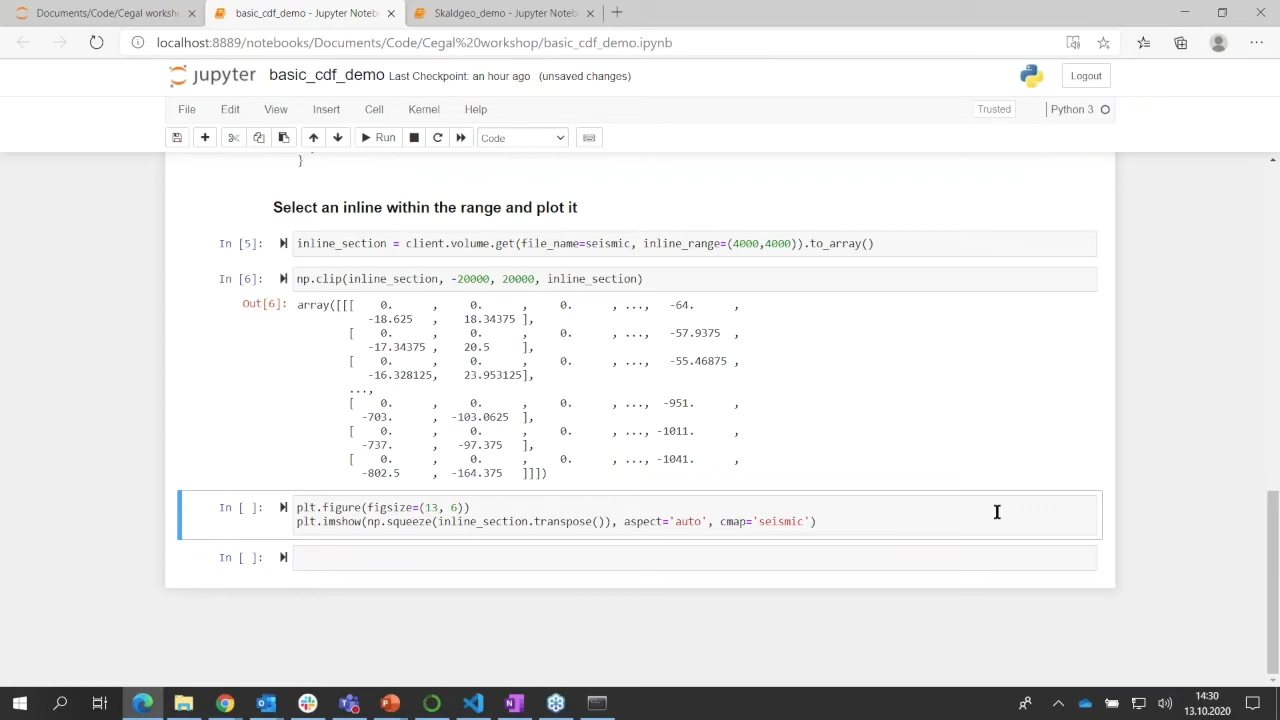 Documents/Code/Cegal worksh
basic_cdf_demo - Jupyter Noteb
Skaldgeo_demo - Jupyter Noteb
localhost:8889/notebooks/Documents/Code/Cegal%20workshop/basic_cdf_demo.ipynb
jupyter basic_cdf_demo Last Checkpoint: an hour ago (unsaved changes)
Logout
File Edit View Insert Cell Kernel Help
Trusted Python 3
Run Code
}
Select an inline within the range and plot it
In [5]: inline_section = client.volume.get(file_name=seismic, inline_range=(4000,4000)).to_array()
In [6]: np.clip(inline_section, -20000, 20000, inline_section)
Out[6]: array([[[ 0. , 0. , 0. , ..., -64. ,
-18.625 , 18.34375 ],
[ 0. , 0. , 0. , ..., -57.9375 ,
-17.34375 , 20.5 ],
[ 0. , 0. , 0. , ..., -55.46875 ,
-16.328125, 23.953125],
...,
[ 0. , 0. , 0. , ..., -951. ,
-703. , -103.0625 ],
[ 0. , 0. , 0. , ..., -1011. ,
-737. , -97.375 ],
[ 0. , 0. , 0. , ..., -1041. ,
-802.5 , -164.375 ]]])
In [ ]: plt.figure(figsize=(13, 6))
plt.imshow(np.squeeze(inline_section.transpose()), aspect='auto', cmap='seismic')
In [ ]:
14:30
13.10.2020